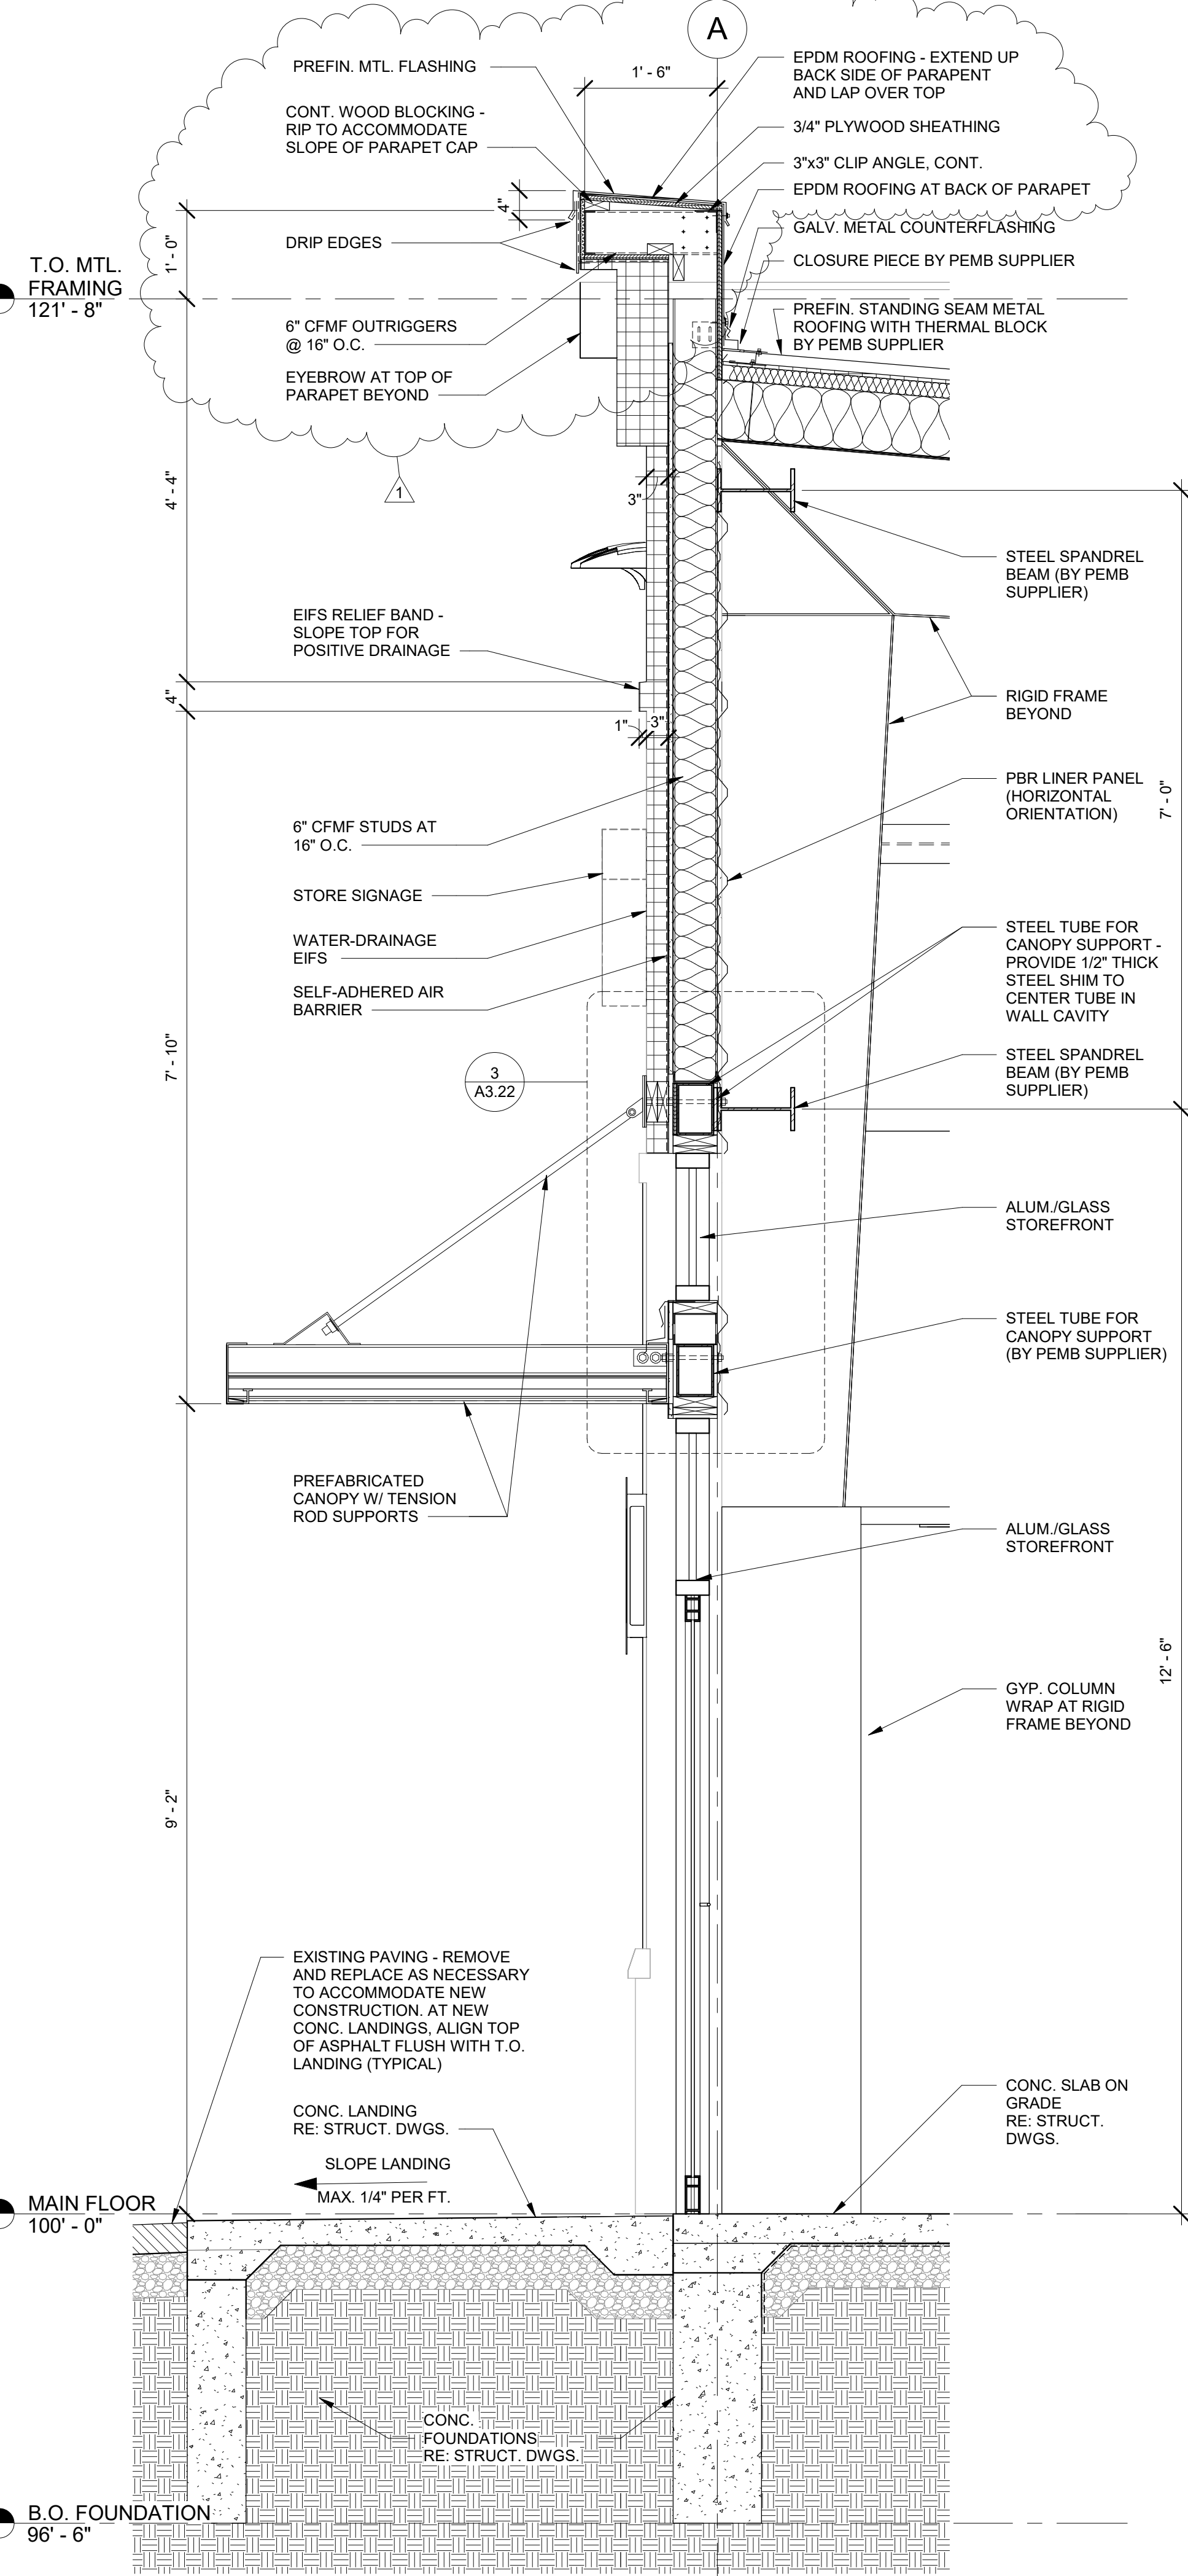 A
PREFIN. MTL. FLASHING
1' - 6"
EPDM ROOFING - EXTEND UP
BACK SIDE OF PARAPENT
AND LAP OVER TOP
CONT. WOOD BLOCKING -
RIP TO ACCOMMODATE
SLOPE OF PARAPET CAP
3/4" PLYWOOD SHEATHING
3"x3" CLIP ANGLE, CONT.
EPDM ROOFING AT BACK OF PARAPET
4"
GALV. METAL COUNTERFLASHING
DRIP EDGES
1' - 0"
CLOSURE PIECE BY PEMB SUPPLIER
T.O. MTL.
FRAMING
121' - 8"
PREFIN. STANDING SEAM METAL
ROOFING WITH THERMAL BLOCK
BY PEMB SUPPLIER
6" CFMF OUTRIGGERS
@ 16" O.C.
EYEBROW AT TOP OF
PARAPET BEYOND
1
4' - 4"
3"
STEEL SPANDREL
BEAM (BY PEMB
SUPPLIER)
EIFS RELIEF BAND -
SLOPE TOP FOR
POSITIVE DRAINAGE
4"
RIGID FRAME
BEYOND
1"
3"
PBR LINER PANEL
(HORIZONTAL
ORIENTATION)
7' - 0"
6" CFMF STUDS AT
16" O.C.
STORE SIGNAGE
WATER-DRAINAGE
EIFS
STEEL TUBE FOR
CANOPY SUPPORT -
PROVIDE 1/2" THICK
STEEL SHIM TO
CENTER TUBE IN
WALL CAVITY
SELF-ADHERED AIR
BARRIER
7' - 10"
3
A3.22
STEEL SPANDREL
BEAM (BY PEMB
SUPPLIER)
ALUM./GLASS
STOREFRONT
STEEL TUBE FOR
CANOPY SUPPORT
(BY PEMB SUPPLIER)
PREFABRICATED
CANOPY W/ TENSION
ROD SUPPORTS
ALUM./GLASS
STOREFRONT
12' - 6"
GYP. COLUMN
WRAP AT RIGID
FRAME BEYOND
9' - 2"
EXISTING PAVING - REMOVE
AND REPLACE AS NECESSARY
TO ACCOMMODATE NEW
CONSTRUCTION. AT NEW
CONC. LANDINGS, ALIGN TOP
OF ASPHALT FLUSH WITH T.O.
LANDING (TYPICAL)
CONC. SLAB ON
GRADE
RE: STRUCT.
DWGS.
CONC. LANDING
RE: STRUCT. DWGS.
SLOPE LANDING
MAX. 1/4" PER FT.
MAIN FLOOR
100' - 0"
CONC.
FOUNDATIONS
RE: STRUCT. DWGS.
B.O. FOUNDATION
96' - 6"